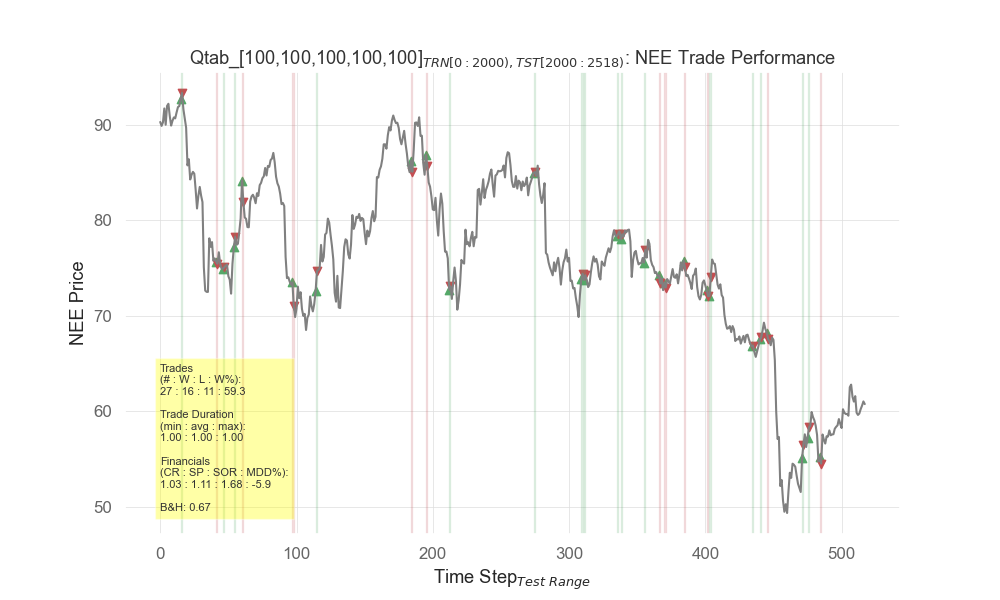 Qtab_[100,100,100,100,100]TRN[0 : 2000), TST[2000 : 2518): NEE Trade Performance
NEE Price
90
80
70
60
50
Trades
(# : W : L : W%):
27 : 16 : 11 : 59.3
Trade Duration
(min : avg : max):
1.00 : 1.00 : 1.00
Financials
(CR : SP : SOR : MDD%):
1.03 : 1.11 : 1.68 : -5.9
B&H: 0.67
0 100 200 300 400 500
Time StepTest Range